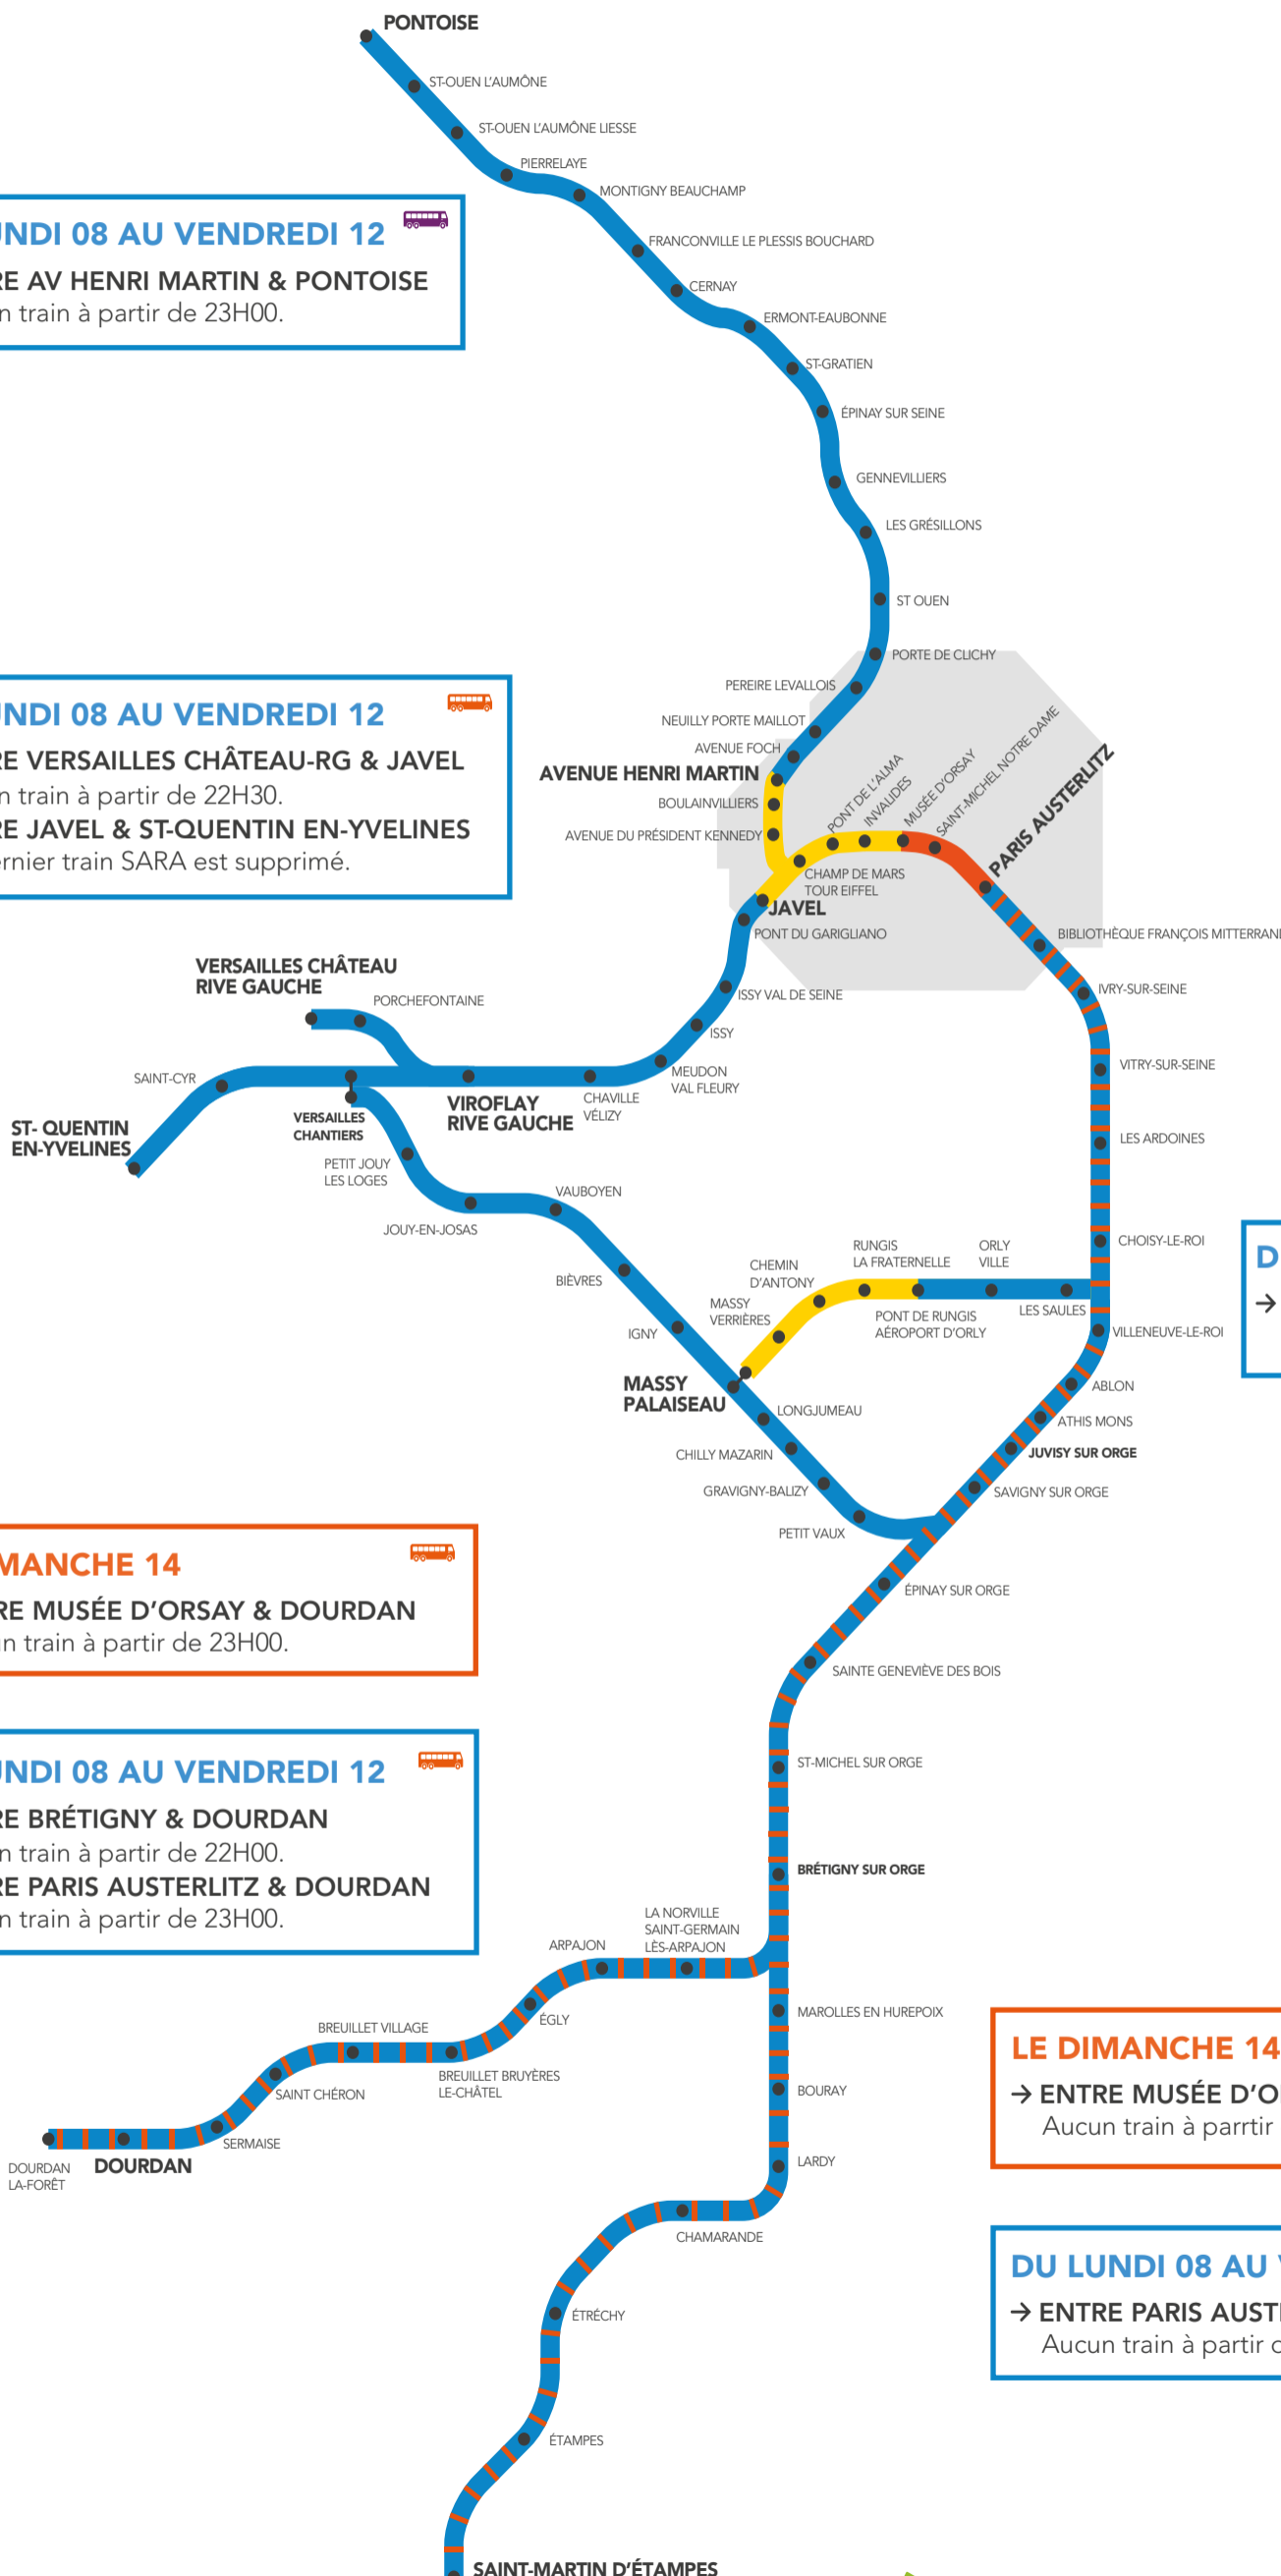 PONTOISE
ST-OUEN L'AUMÔNE
ST-OUEN L'AUMÔNE LIESSE
PIERRELAYE
MONTIGNY BEAUCHAMP
UNDI 08 AU VENDREDI 12
RE AV HENRI MARTIN & PONTOISE
n train à partir de 23H00.
FRANCONVILLE LE PLESSIS BOUCHARD
CERNAY
ERMONT-EAUBONNE
ST-GRATIEN
ÉPINAY SUR SEINE
GENNEVILLIERS
LES GRÉSILLONS
ST OUEN
PORTE DE CLICHY
PEREIRE LEVALLOIS
NEUILLY PORTE MAILLOT
AVENUE FOCH
AVENUE HENRI MARTIN
BOULAINVILLIERS
AVENUE DU PRÉSIDENT KENNEDY
UNDI 08 AU VENDREDI 12
RE VERSAILLES CHÂTEAU-RG & JAVEL
n train à partir de 22H30.
RE JAVEL & ST-QUENTIN EN-YVELINES
ernier train SARA est supprimé.
PONT DE L'ALMA
INVALIDES
MUSÉE D'ORSAY
SAINT-MICHEL NOTRE DAME
PARIS AUSTERLITZ
CHAMP DE MARS
TOUR EIFFEL
JAVEL
PONT DU GARIGLIANO
BIBLIOTHÈQUE FRANÇOIS MITTERRAN
IVRY-SUR-SEINE
ISSY VAL DE SEINE
ISSY
MEUDON
VAL FLEURY
CHAVILLE
VÉLIZY
VIROFLAY
RIVE GAUCHE
VERSAILLES CHÂTEAU
RIVE GAUCHE
PORCHEFONTAINE
SAINT-CYR
ST- QUENTIN
EN-YVELINES
VERSAILLES
CHANTIERS
PETIT JOUY
LES LOGES
JOUY-EN-JOSAS
VAUBOYEN
BIÈVRES
IGNY
VITRY-SUR-SEINE
LES ARDOINES
CHOISY-LE-ROI
D
→
RUNGIS
LA FRATERNELLE
ORLY
VILLE
CHEMIN
D'ANTONY
MASSY
VERRIÈRES
PONT DE RUNGIS
AÉROPORT D'ORLY
LES SAULES
VILLENEUVE-LE-ROI
MASSY
PALAISEAU
ABLON
ATHIS MONS
JUVISY SUR ORGE
SAVIGNY SUR ORGE
LONGJUMEAU
CHILLY MAZARIN
GRAVIGNY-BALIZY
PETIT VAUX
ÉPINAY SUR ORGE
SAINTE GENEVIÈVE DES BOIS
MANCHE 14
RE MUSÉE D'ORSAY & DOURDAN
un train à partir de 23H00.
ST-MICHEL SUR ORGE
BRÉTIGNY SUR ORGE
UNDI 08 AU VENDREDI 12
RE BRÉTIGNY & DOURDAN
n train à partir de 22H00.
RE PARIS AUSTERLITZ & DOURDAN
n train à partir de 23H00.
LA NORVILLE
SAINT-GERMAIN
LÈS-ARPAJON
ARPAJON
ÉGLY
BREUILLET VILLAGE
BREUILLET BRUYÈRES
LE-CHÂTEL
SAINT CHÉRON
SERMAISE
DOURDAN
DOURDAN
LA-FORÊT
MAROLLES EN HUREPOIX
BOURAY
LARDY
CHAMARANDE
ÉTRÉCHY
ÉTAMPES
SAINT-MARTIN D'ÉTAMPES
LE DIMANCHE 14
→ ENTRE MUSÉE D'O
Aucun train à parrtir
DU LUNDI 08 AU
→ ENTRE PARIS AUST
Aucun train à partir